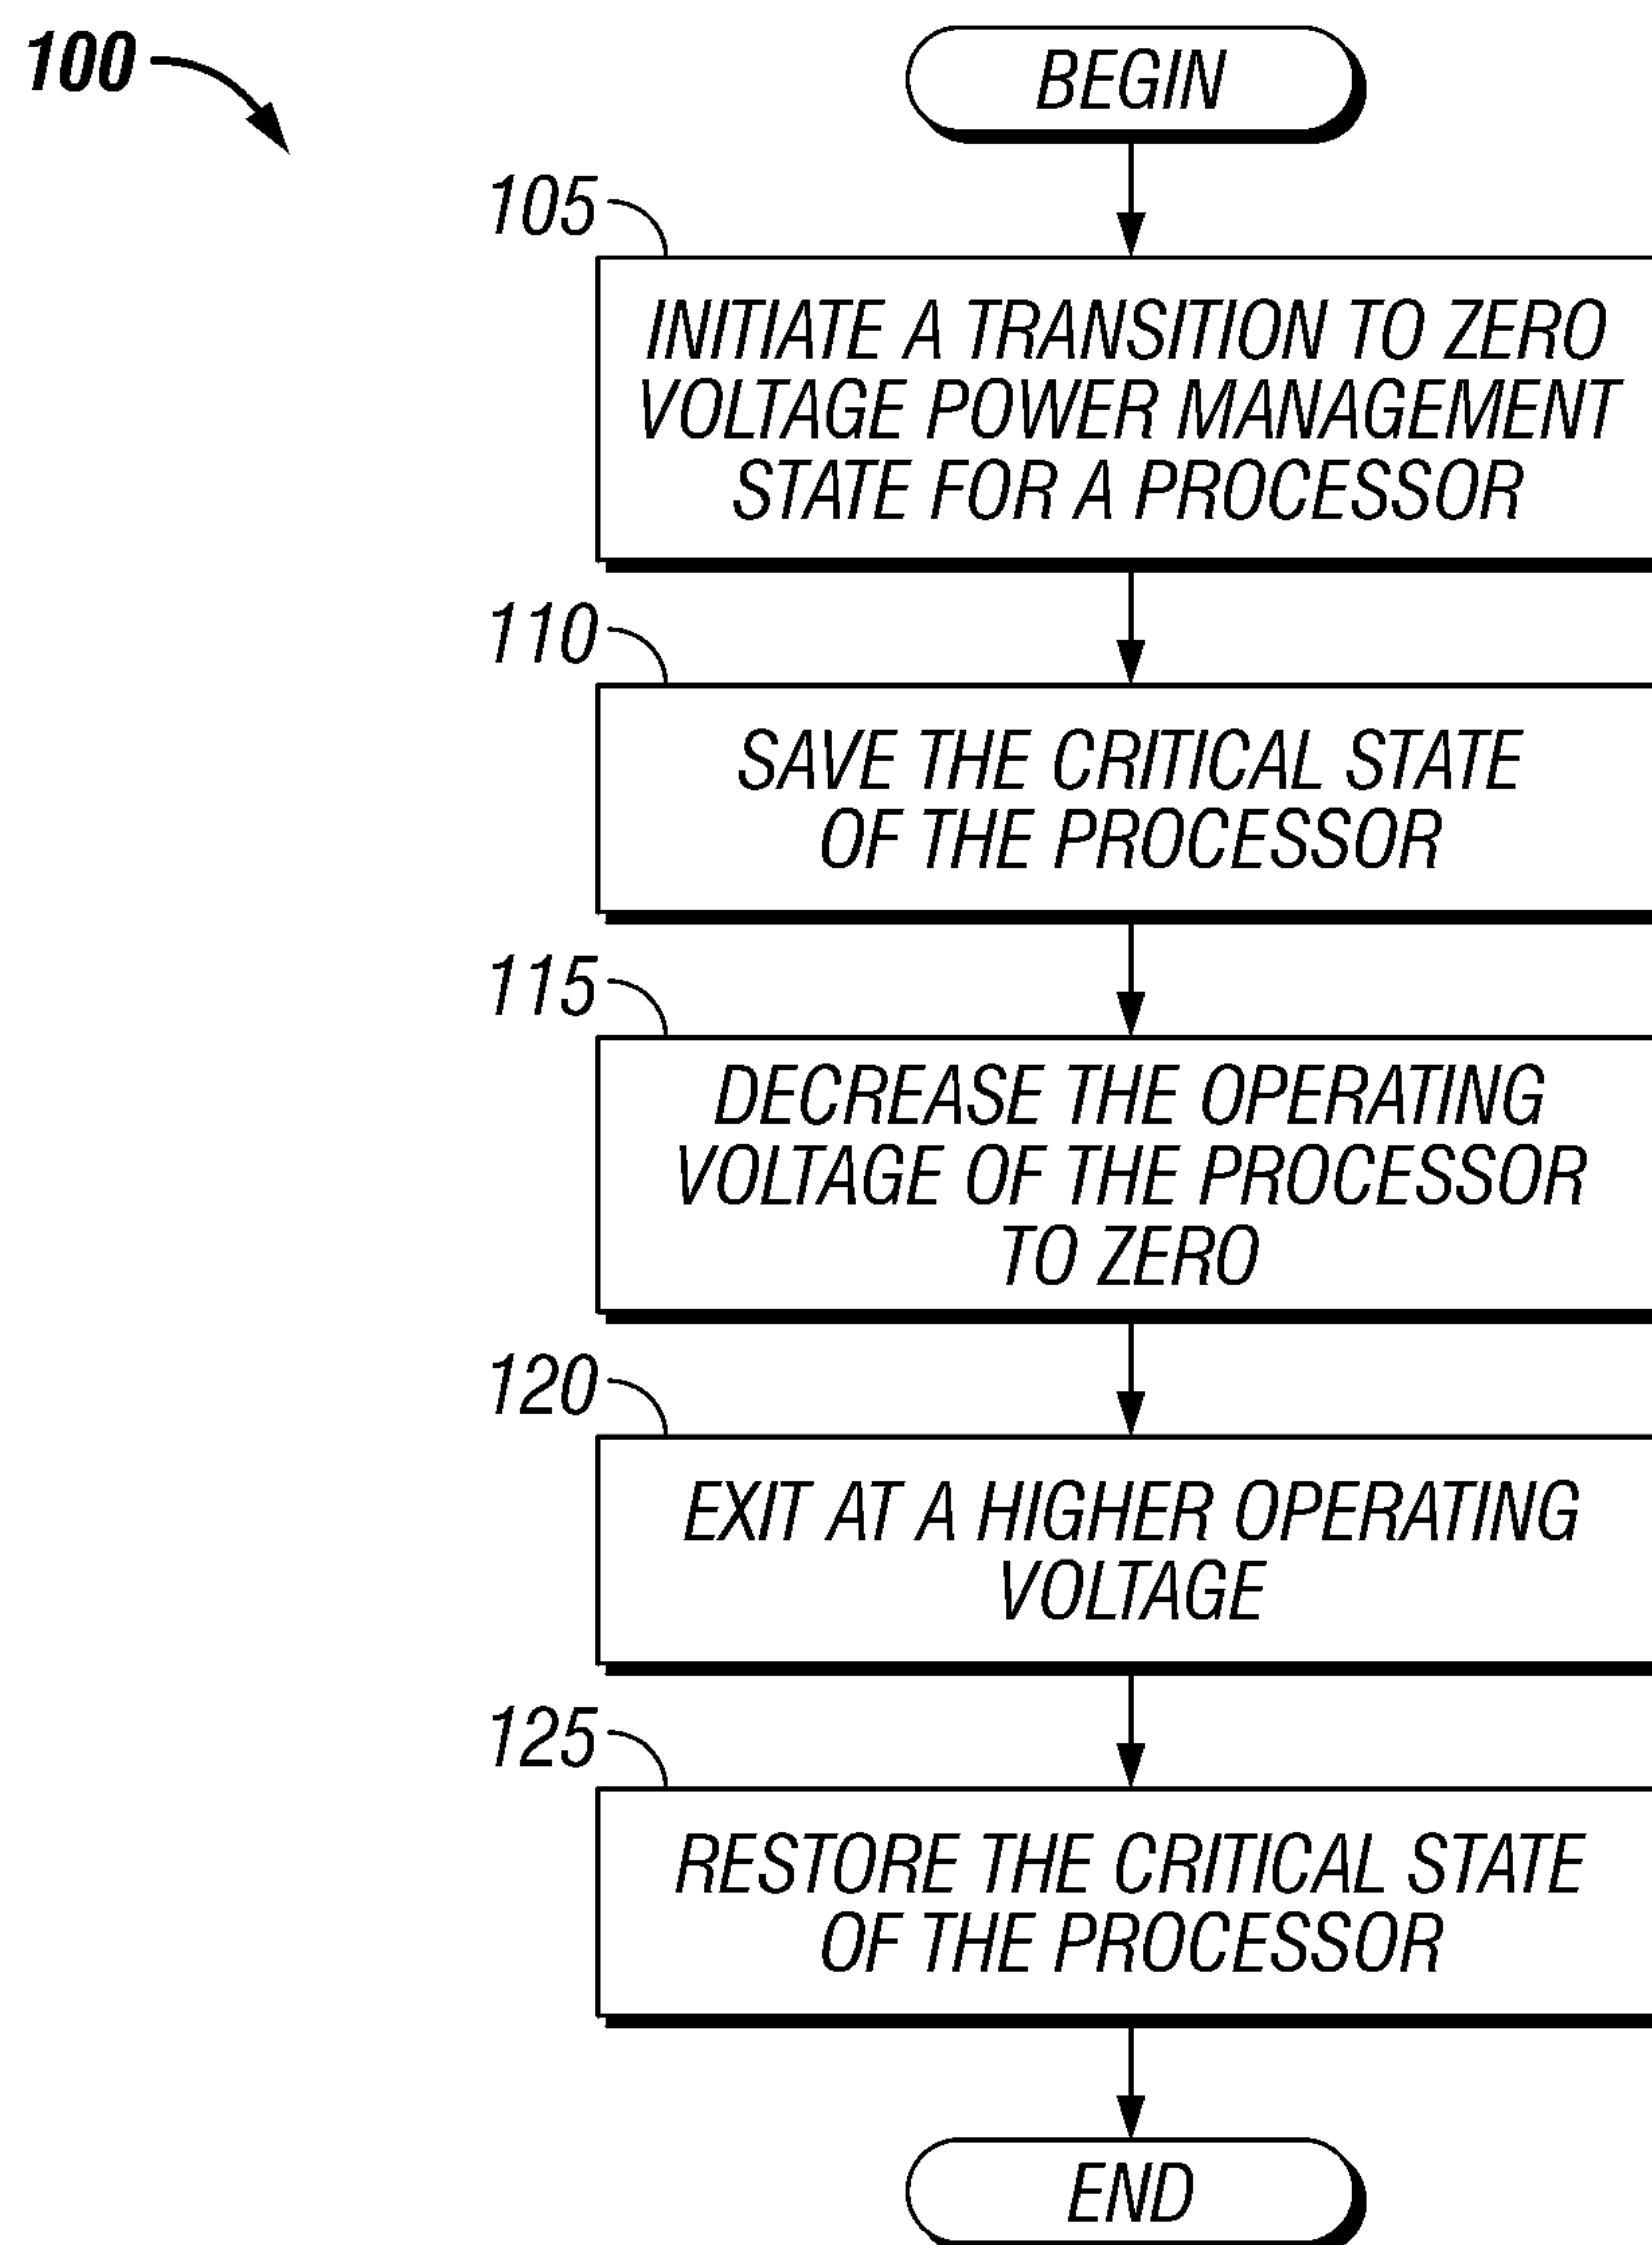 100
BEGIN
105
INITIATE A TRANSITION TO ZERO
VOLTAGE POWER MANAGEMENT
STATE FOR A PROCESSOR
110
SAVE THE CRITICAL STATE
OF THE PROCESSOR
115
DECREASE THE OPERATING
VOLTAGE OF THE PROCESSOR
TO ZERO
120
EXIT AT A HIGHER OPERATING
VOLTAGE
125
RESTORE THE CRITICAL STATE
OF THE PROCESSOR
END